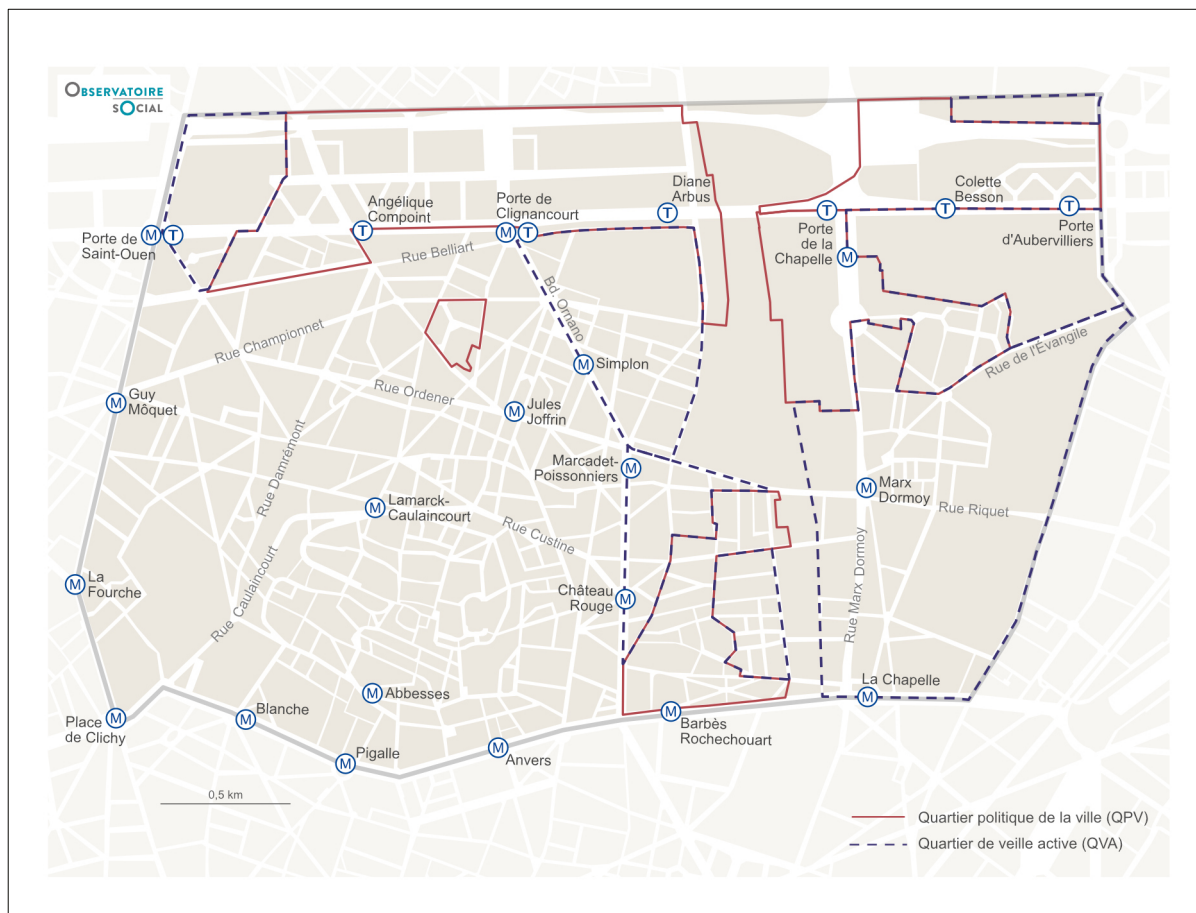 OBSERVATOIRE
SOCIAL
Diane
Arbus
Colette
Besson
Angélique
Compoint
Porte de
Clignancourt
T
T
T
T
M
T
M
T
T
Porte de
Saint-Ouen
Porte
de la
Chapelle
Porte
d'Aubervilliers
Rue Belliart
M
Bd. Ornano
Rue Championnet
Rue de l'Évangile
M
Simplon
Rue Ordener
Guy
Môquet
M
M
Jules
Joffrin
Rue Damrémont
Marcadet-
Poissonniers
M
M
Marx
Dormoy
Rue Riquet
M
Lamarck-
Caulaincourt
Rue Custine
La
Fourche
M
Rue Caulaincourt
Château
Rouge
M
Rue Marx Dormoy
M
Abbesses
La Chapelle
M
Place
de Clichy
M
Blanche
M
M
Barbès
Rochechouart
Pigalle
M
M
Anvers
0,5 km
Quartier politique de la ville (QPV)
Quartier de veille active (QVA)